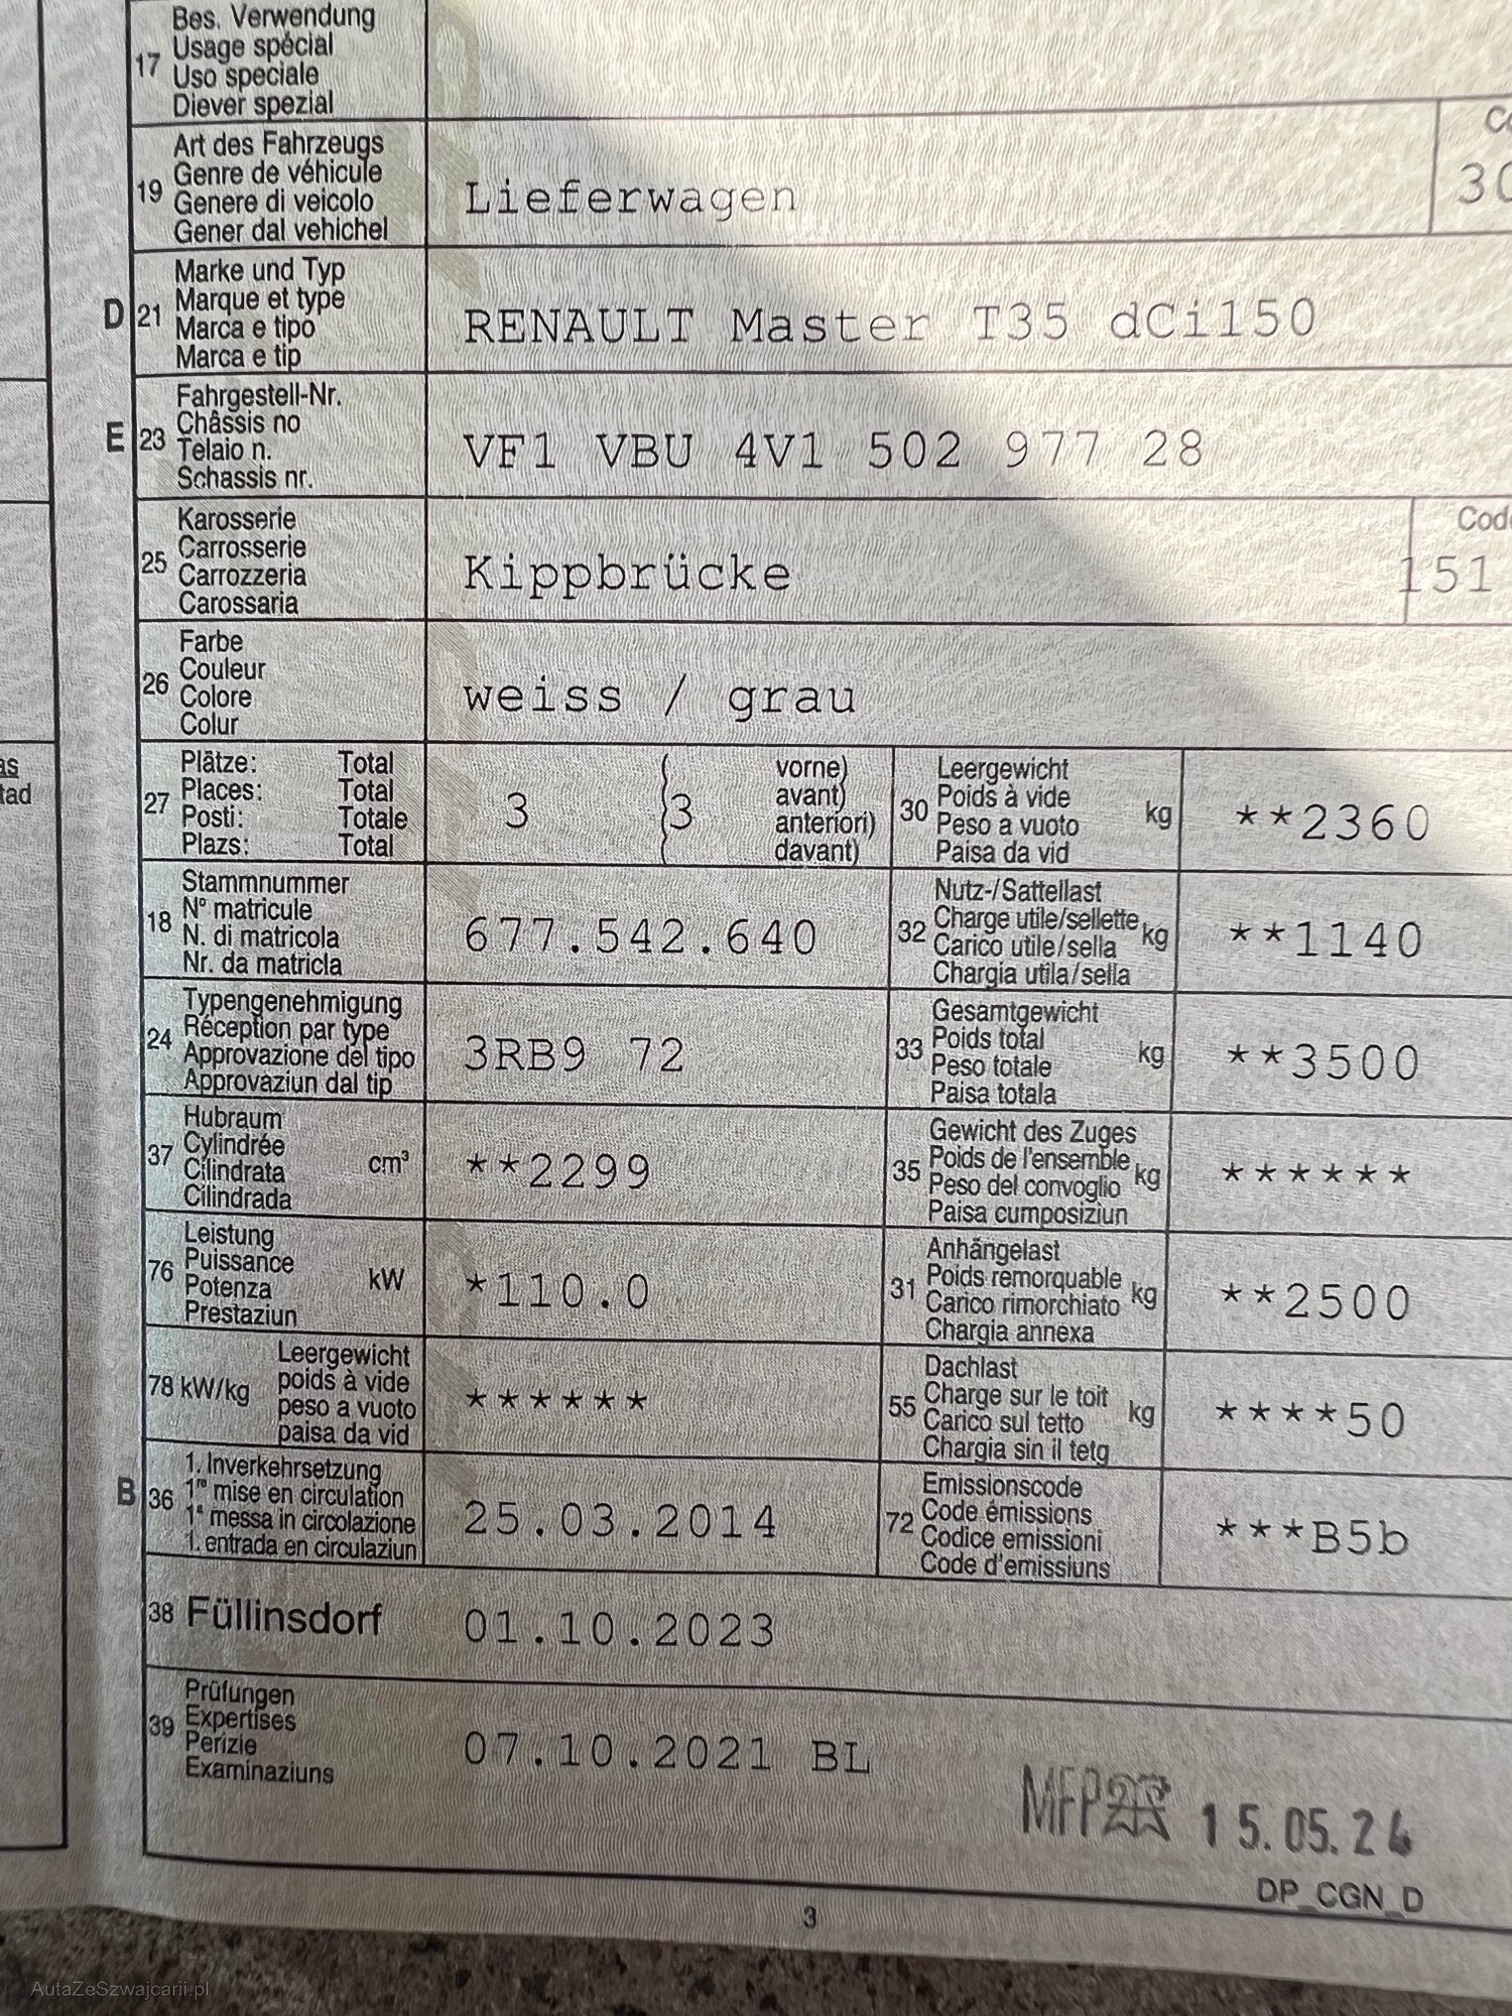 17
Bes. Verwendung
Usage spécial
Uso speciale
Diever spezial
19
Art des Fahrzeugs
Genre de véhicule
Genere di veicolo
Gener dal vehichel
Lieferwagen
D 21
Marke und Typ
Marque et type
Marca e tipo
Marca e tip
RENAULT Master T35 dCi150
E 23
Fahrgestell-Nr.
Châssis no
Telaio n.
Schassis nr.
VF1 VBU 4V1 502 977 28
25
Karosserie
Carrosserie
Carrozzeria
Carossaria
Kippbrücke
151
26
Farbe
Couleur
Colore
Colur
weiss / grau
27
Plätze: Total
Places: Total
Posti: Totale
Plazs: Total
3 3
vorne)
avant)
anteriori)
davant)
30
Leergewicht
Poids à vide
Peso a vuoto
Paisa da vid
kg
**2360
18
Stammnummer
N° matricule
N. di matricola
Nr. da matricla
677.542.640
32
Nutz-/Sattellast
Charge utile/sellette
Carico utile/sella
Chargia utila/sella
kg
**1140
24
Typengenehmigung
Réception par type
Approvazione del tipo
Approvaziun dal tip
3RB9 72
33
Gesamtgewicht
Poids total
Peso totale
Paisa totala
kg
**3500
37
Hubraum
Cylindrée
Cilindrata
Cilindrada
cm³
**2299
35
Gewicht des Zuges
Poids de l'ensemble
Peso del convoglio
Paisa cumposiziun
kg
******
76
Leistung
Puissance
Potenza
Prestaziun
kW
*110.0
31
Anhängelast
Poids remorquable
Carico rimorchiato
Chargia annexa
kg
**2500
78 kW/kg
Leergewicht
poids à vide
peso a vuoto
paisa da vid
******
55
Dachlast
Charge sur le toit
Carico sul tetto
Chargia sin il tetg
kg
****50
B 36
1. Inverkehrsetzung
1re mise en circulation
1a messa in circolazione
1. entrada en circulaziun
25.03.2014
72
Emissionscode
Code émissions
Codice emissioni
Code d'emissiuns
***B5b
38 Füllinsdorf 01.10.2023
39
Prüfungen
Expertises
Perizie
Examinaziuns
07.10.2021 BL
MFP 15.05.24
DP_CGN_D
3
AutaZeSzwajcarii.pl